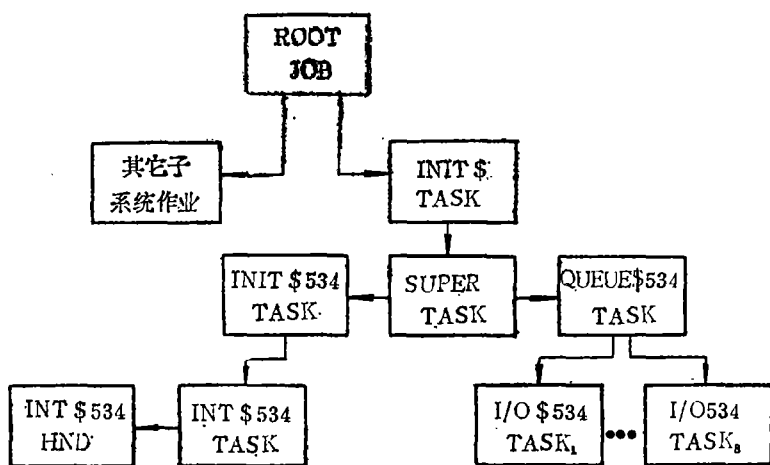 ROOT
JOB
其它子
系统作业
INIT $
TASK
INIT $534
TASK
SUPER
TASK
QUEUE$534
TASK
INT $534
HND
INT $534
TASK
I/O $534
TASK₁
•••
I/O534
TASK₈